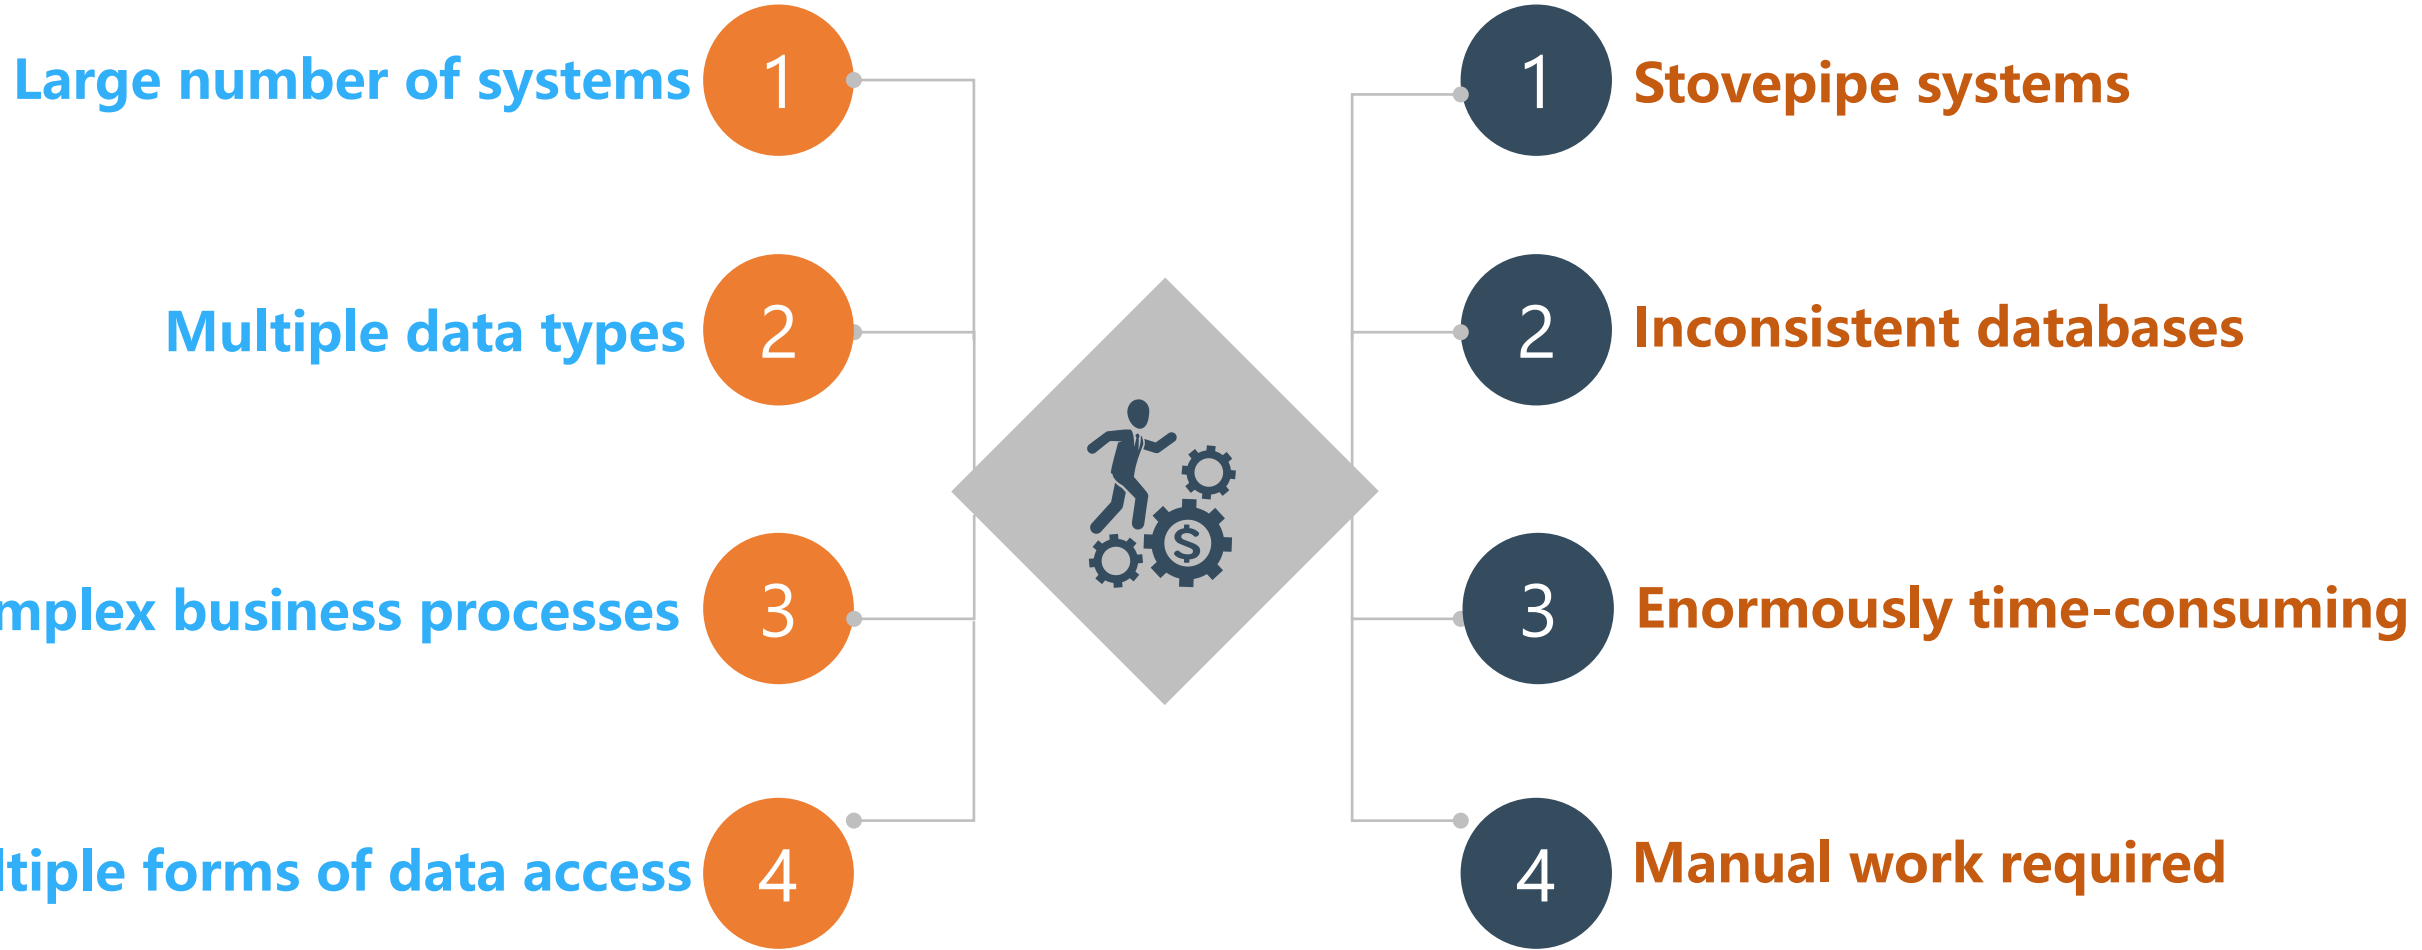 Large number of systems
1
Multiple data types
2
mplex business processes
3
ltiple forms of data access
4
$
1
Stovepipe systems
2
Inconsistent databases
3
Enormously time-consuming
4
Manual work required